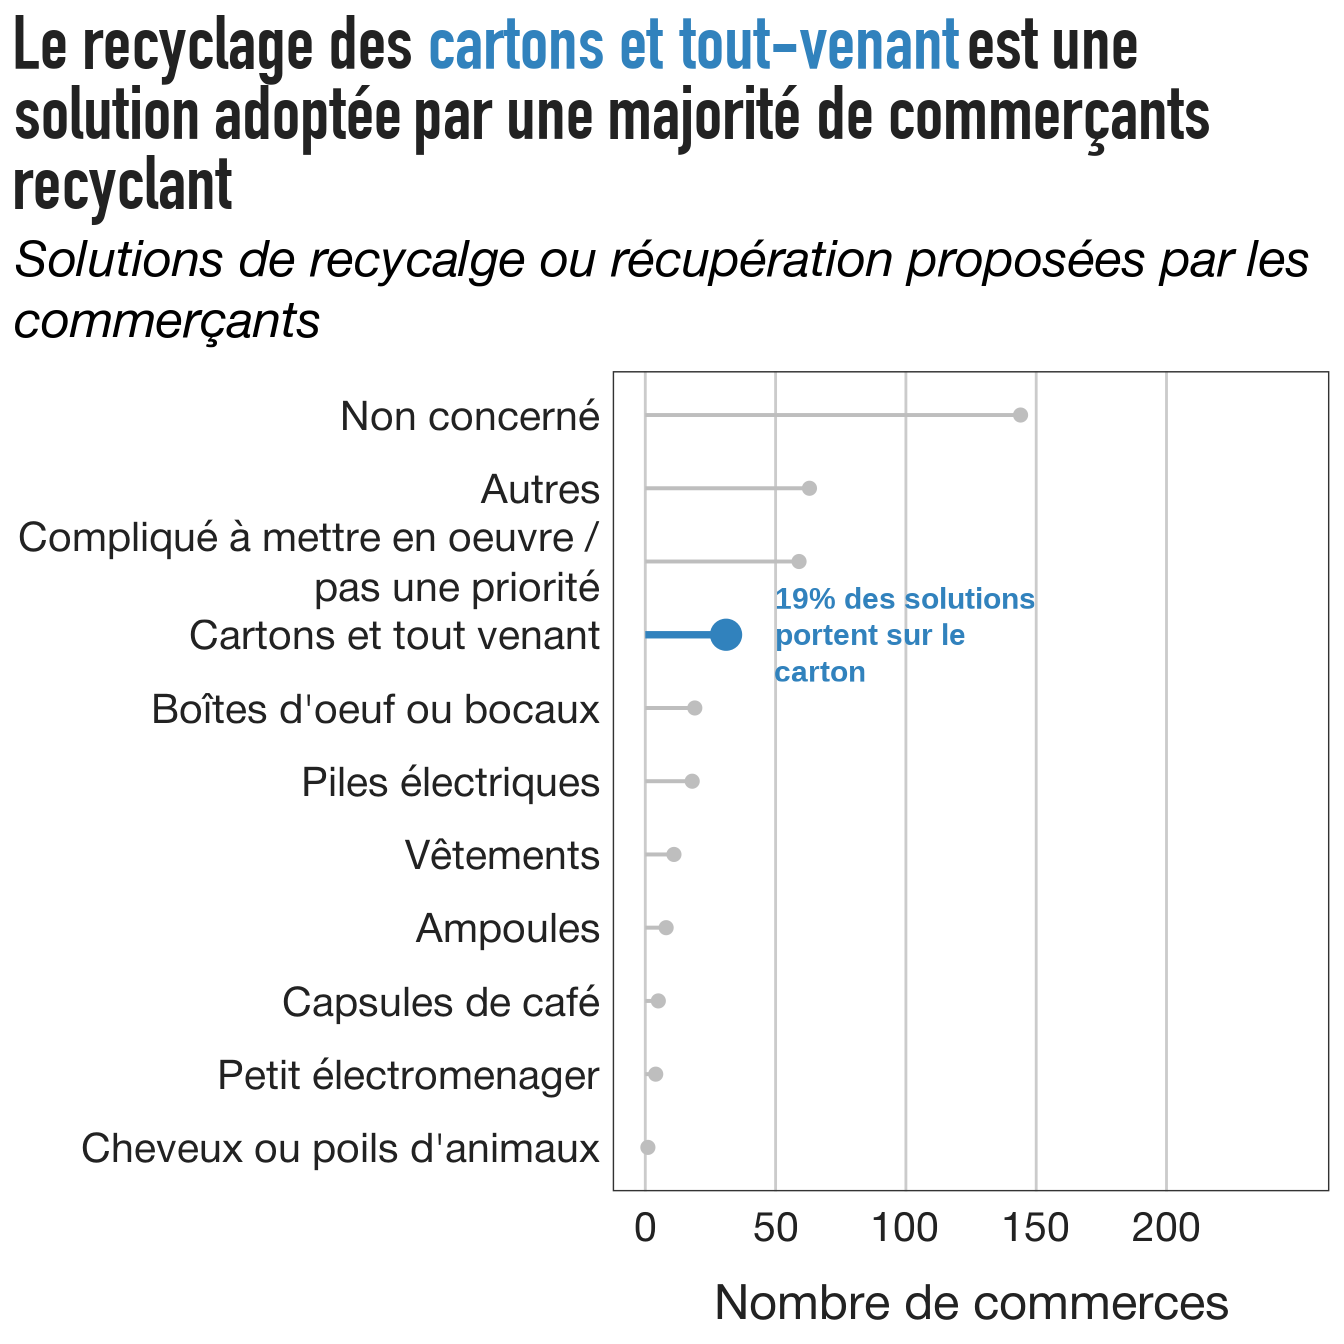 Le recyclage des cartons et tout-venant est une
solution adoptée par une majorité de commerçants
recyclant
Solutions de recycalge ou récupération proposées par les
commerçants
Non concerné
Autres
Compliqué à mettre en oeuvre /
pas une priorité
Cartons et tout venant
19% des solutions
portent sur le
carton
Boîtes d'oeuf ou bocaux
Piles électriques
Vêtements
Ampoules
Capsules de café
Petit électromenager
Cheveux ou poils d'animaux
0 50 100 150 200
Nombre de commerces